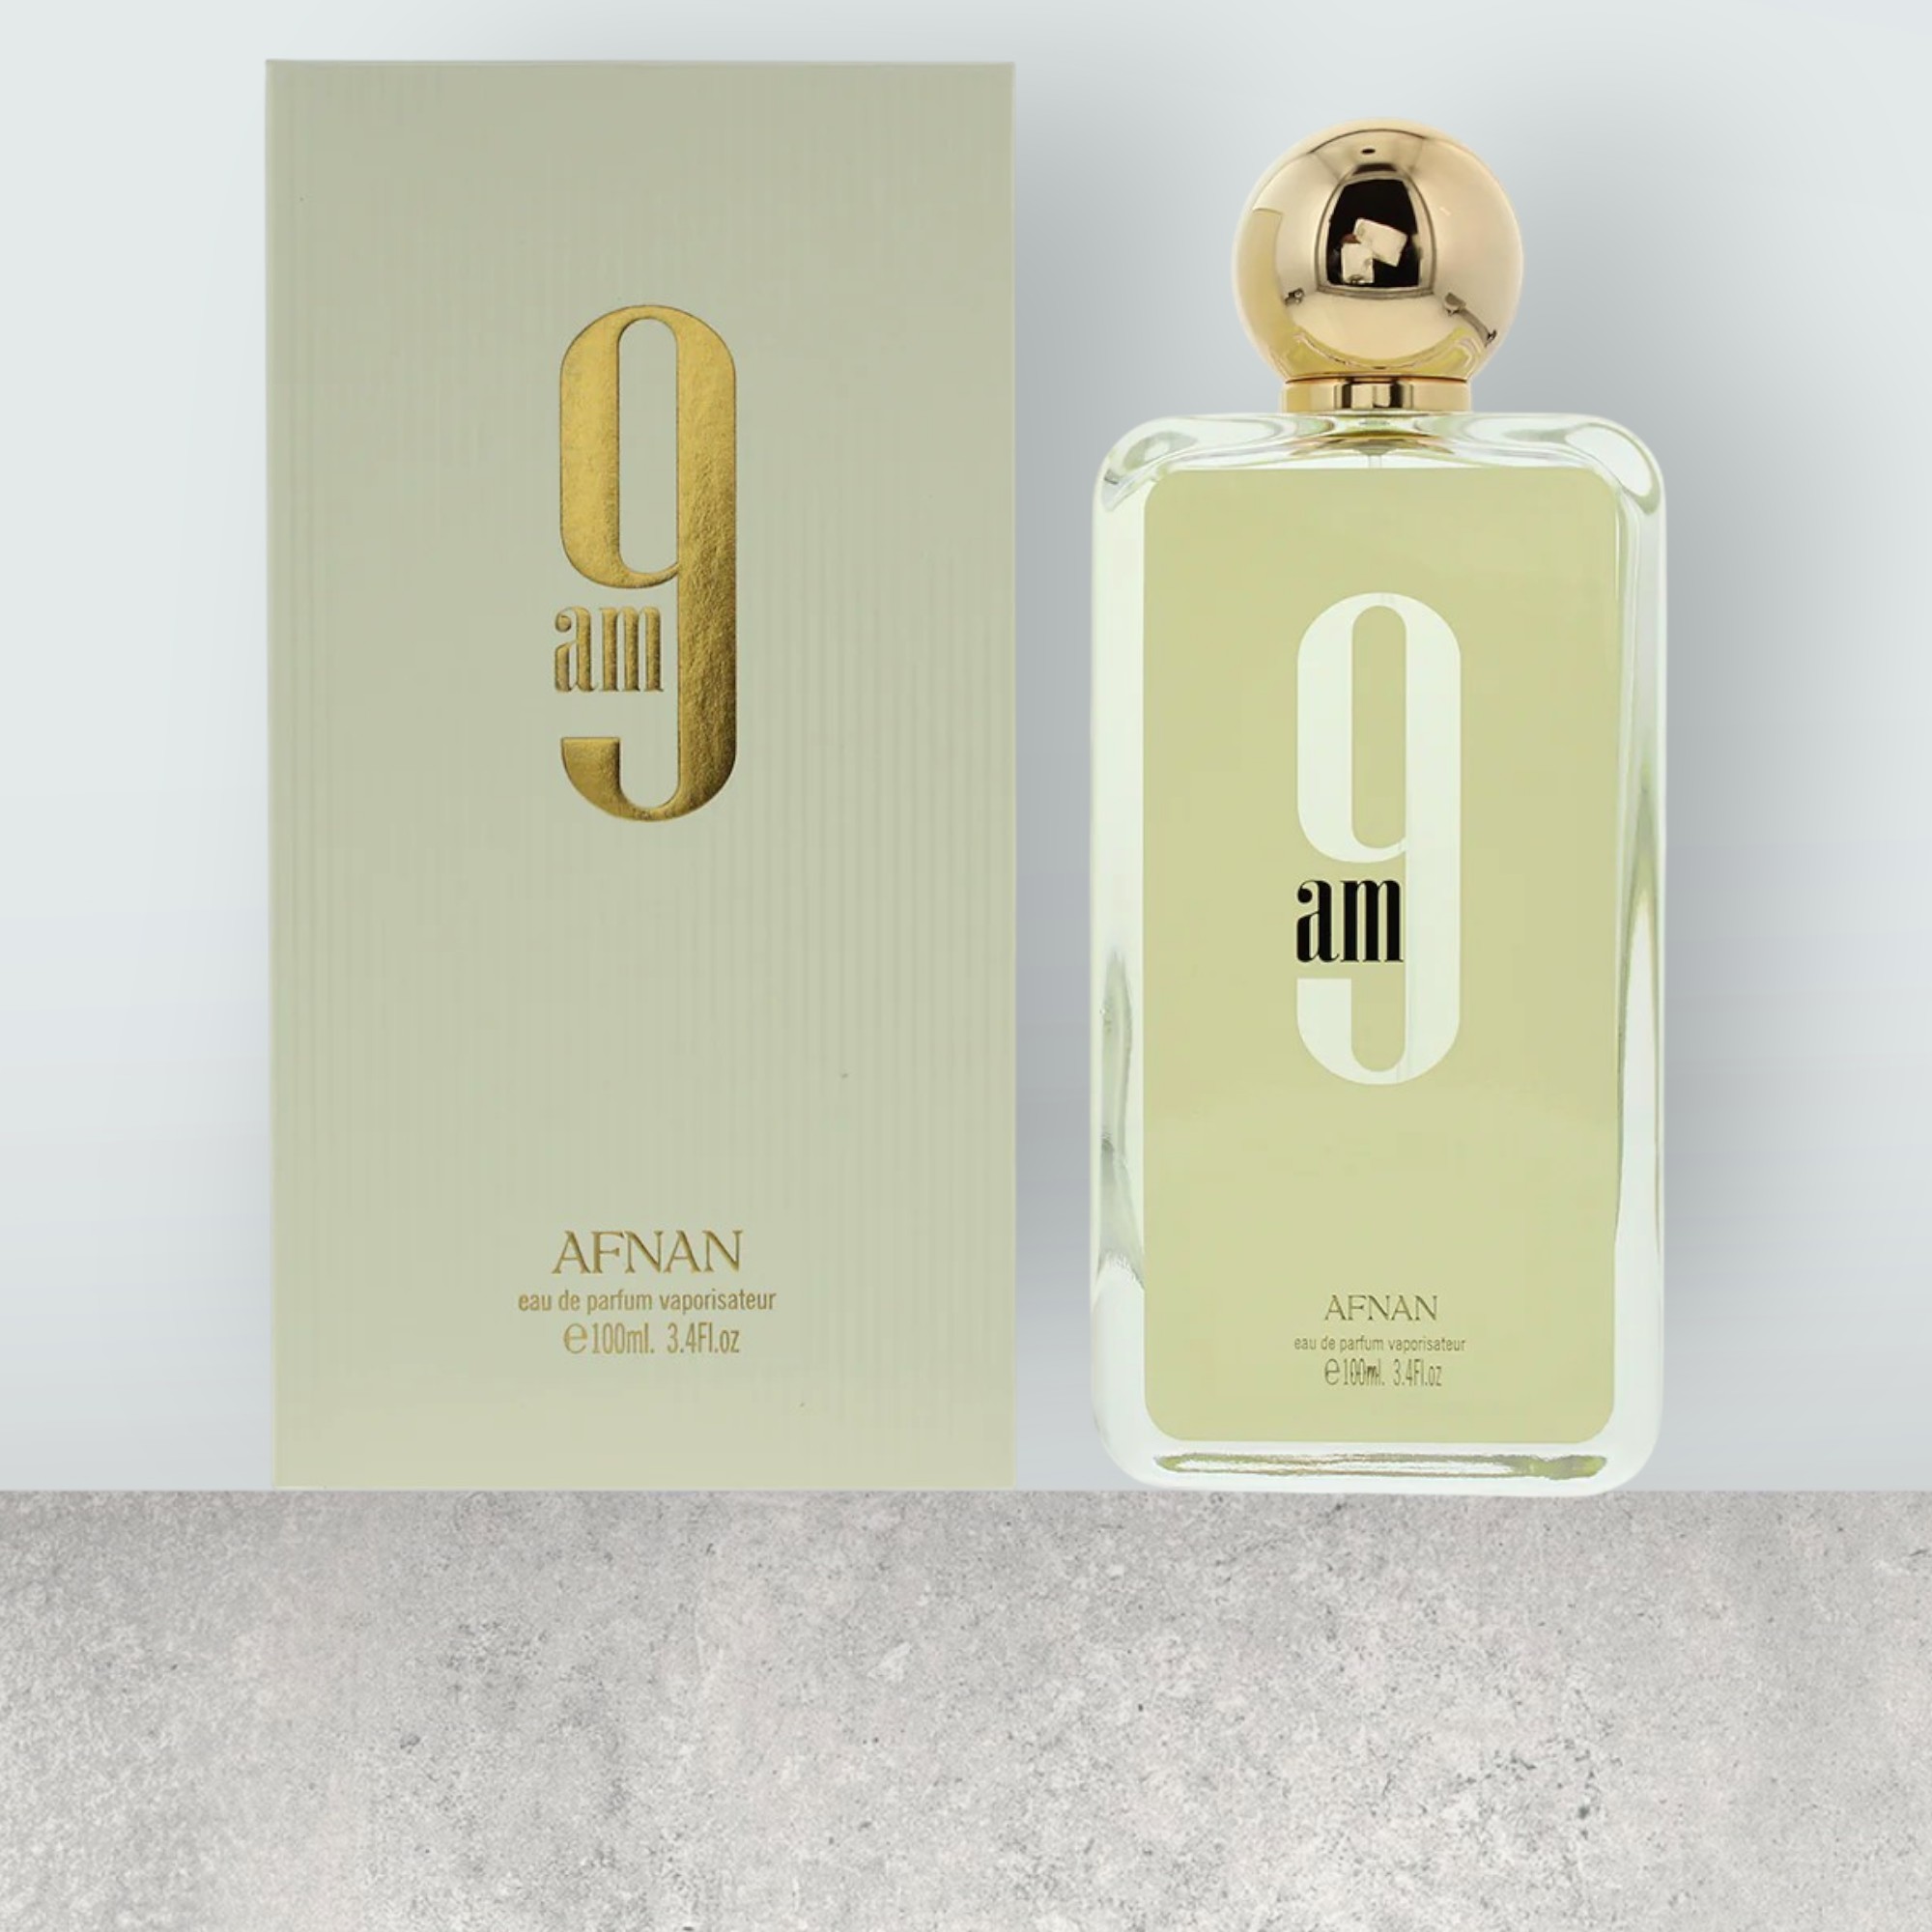 9
am
AFNAN
eau de parfum vaporisateur
℮100ml. 3.4Fl.oz
9
am
AFNAN
eau de parfum vaporisateur
℮100ml. 3.4Fl.oz